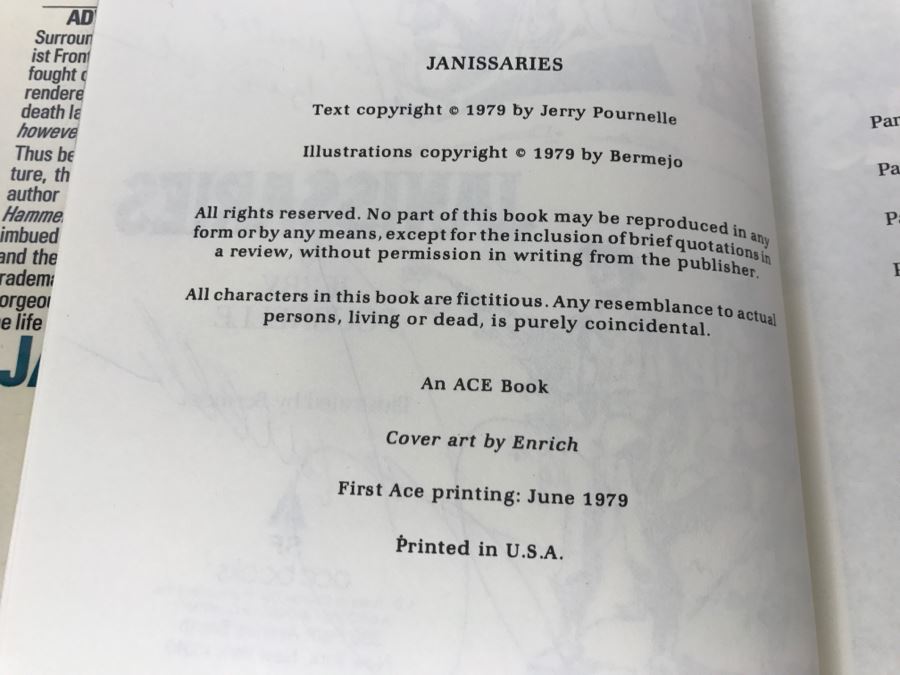 AD
Surroun
ist Fron
fought
rendere
death la
howeve
Thus be
ture, th
author
Hamme
imbued
and the
radema
orgeou
e life
JA
JANISSARIES
Text copyright © 1979 by Jerry Pournelle
Illustrations copyright © 1979 by Bermejo
All rights reserved. No part of this book may be reproduced in any
form or by any means, except for the inclusion of brief quotations in
a review, without permission in writing from the publisher.
All characters in this book are fictitious. Any resemblance to actual
persons, living or dead, is purely coincidental.
An ACE Book
Cover art by Enrich
First Ace printing: June 1979
Printed in U.S.A.
Par
Pa
Pa
P